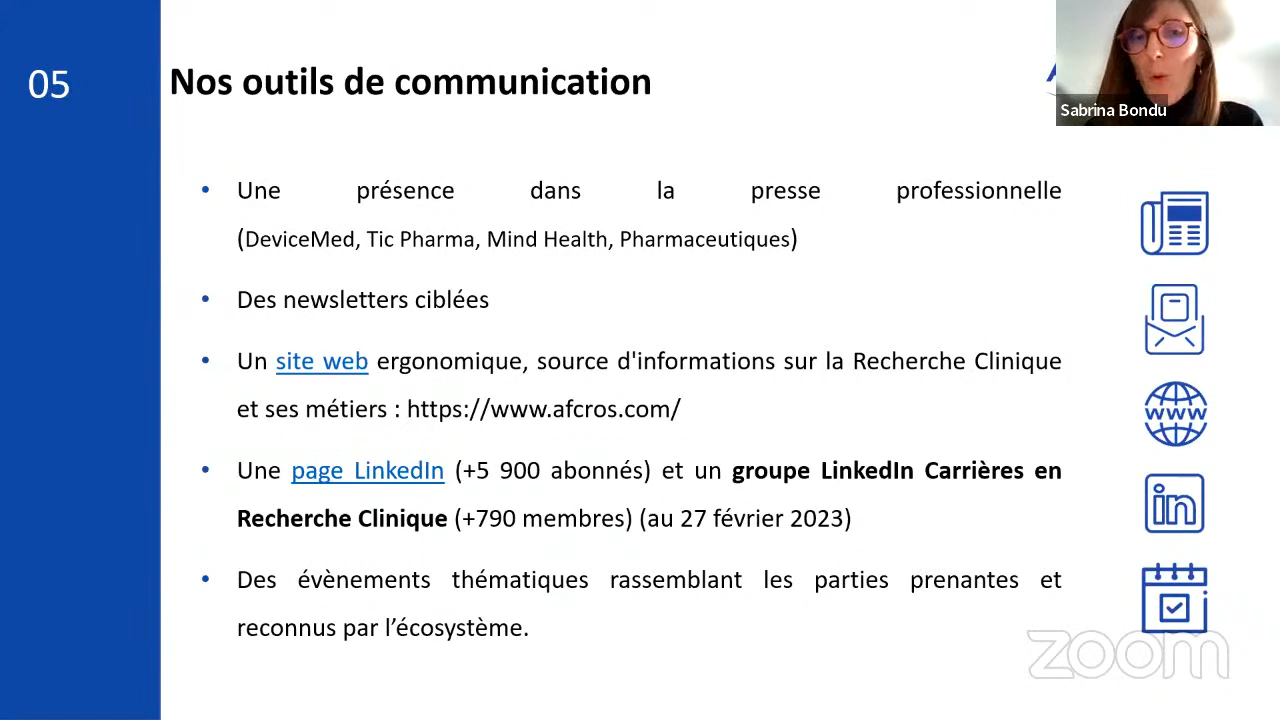 05
Nos outils de communication
Sabrina Bondu
• Une présence dans la presse professionnelle
(DeviceMed, Tic Pharma, Mind Health, Pharmaceutiques)
• Des newsletters ciblées
• Un site web ergonomique, source d'informations sur la Recherche Clinique
et ses métiers : https://www.afcros.com/
• Une page LinkedIn (+5 900 abonnés) et un groupe LinkedIn Carrières en
Recherche Clinique (+790 membres) (au 27 février 2023)
• Des évènements thématiques rassemblant les parties prenantes et
reconnus par l’écosystème.
www
in
zoom